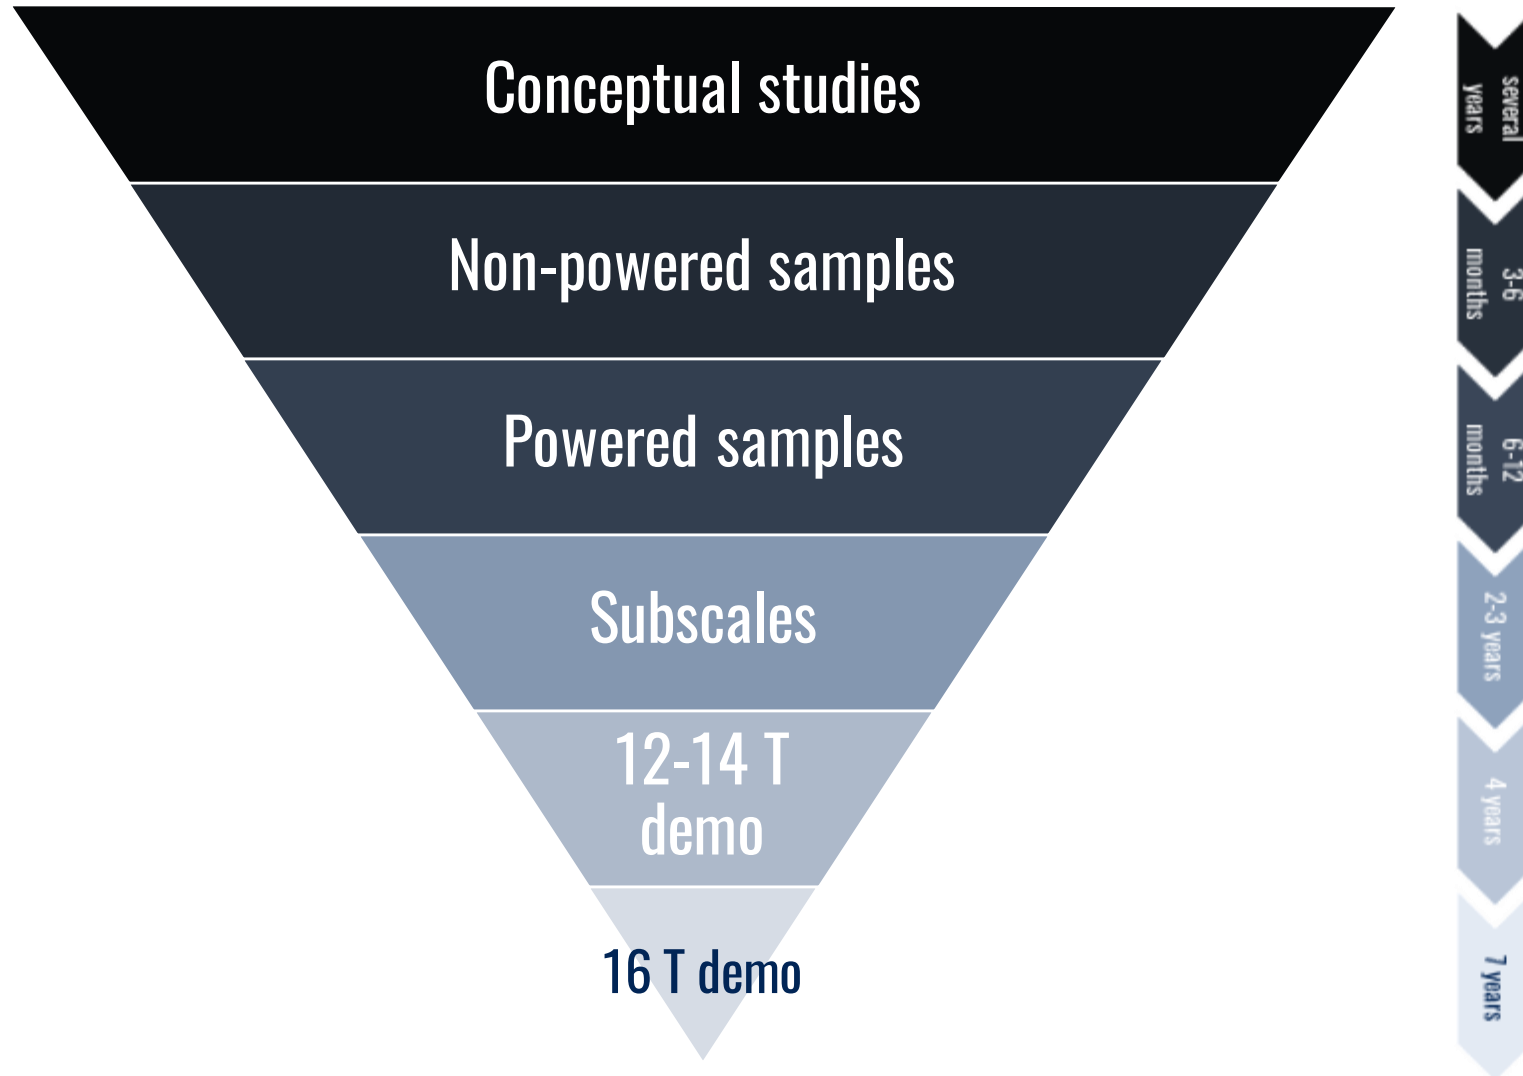 Conceptual studies
Non-powered samples
Powered samples
Subscales
12-14 T
demo
16 T demo
several
years
3-6
months
6-12
months
2-3 years
4 years
7 years